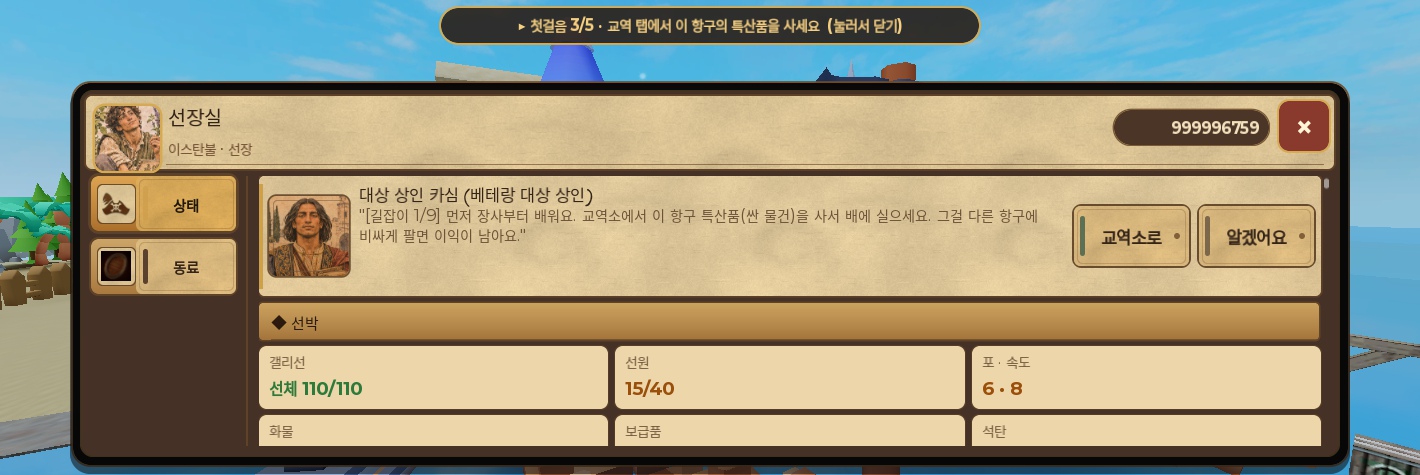 ▸ 첫걸음 3/5 · 교역 탭에서 이 항구의 특산품을 사세요 (눌러서 닫기)
선장실
이스탄불 · 선장
999996759
×
상태
동료
대상 상인 카심 (베테랑 대상 상인)
"[길잡이 1/9] 먼저 장사부터 배워요. 교역소에서 이 항구 특산품(싼 물건)을 사서 배에 실으세요. 그걸 다른 항구에
비싸게 팔면 이익이 남아요."
교역소로
알겠어요
◆ 선박
갤리선
선체 110/110
선원
15/40
포 · 속도
6 · 8
화물
보급품
석탄